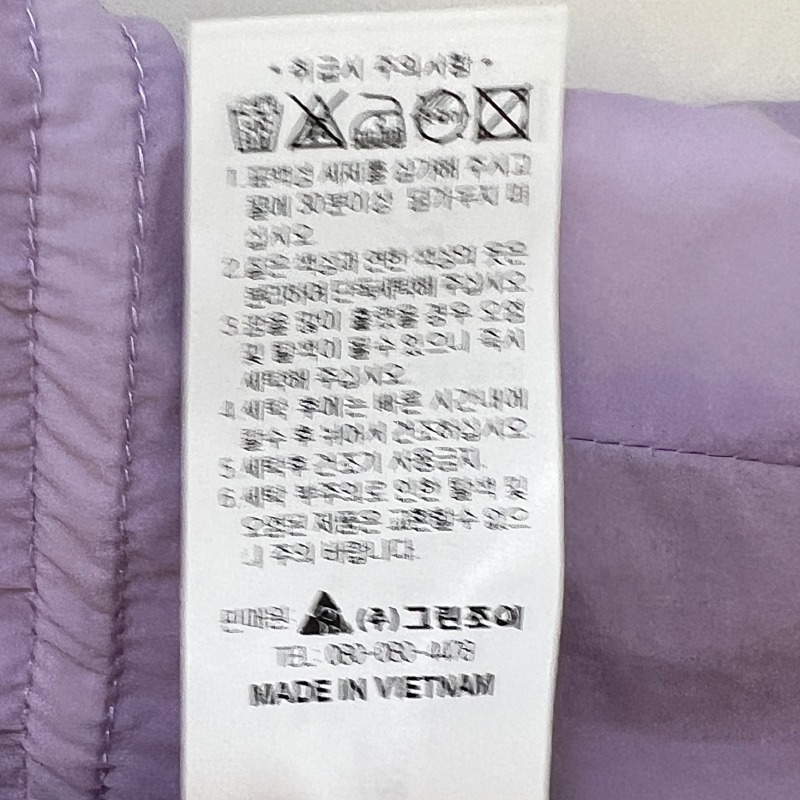 • 취급시 주의사항 •
1. 표백성 세제를 삼가해 주시고
물에 30분이상 담가두지 마
십시오
2. 짙은 색상과 연한 색상의 옷은
분리하여 단독세탁해 주십시오
3. 땀을 많이 흘렸을 경우 오염
및 탈색이 될수있으니 즉시
세탁해 주십시오
4. 세탁 후에는 빠른 시간내에
탈수 후 뉘어서 건조하십시오
5. 세탁후 건조기 사용금지.
6. 세탁 부주의로 인한 탈색 및
오염된 제품은 교환할수 없으
니 주의 바랍니다.
판매원 (주)그린조이
TEL: 080-080-4476
MADE IN VIETNAM